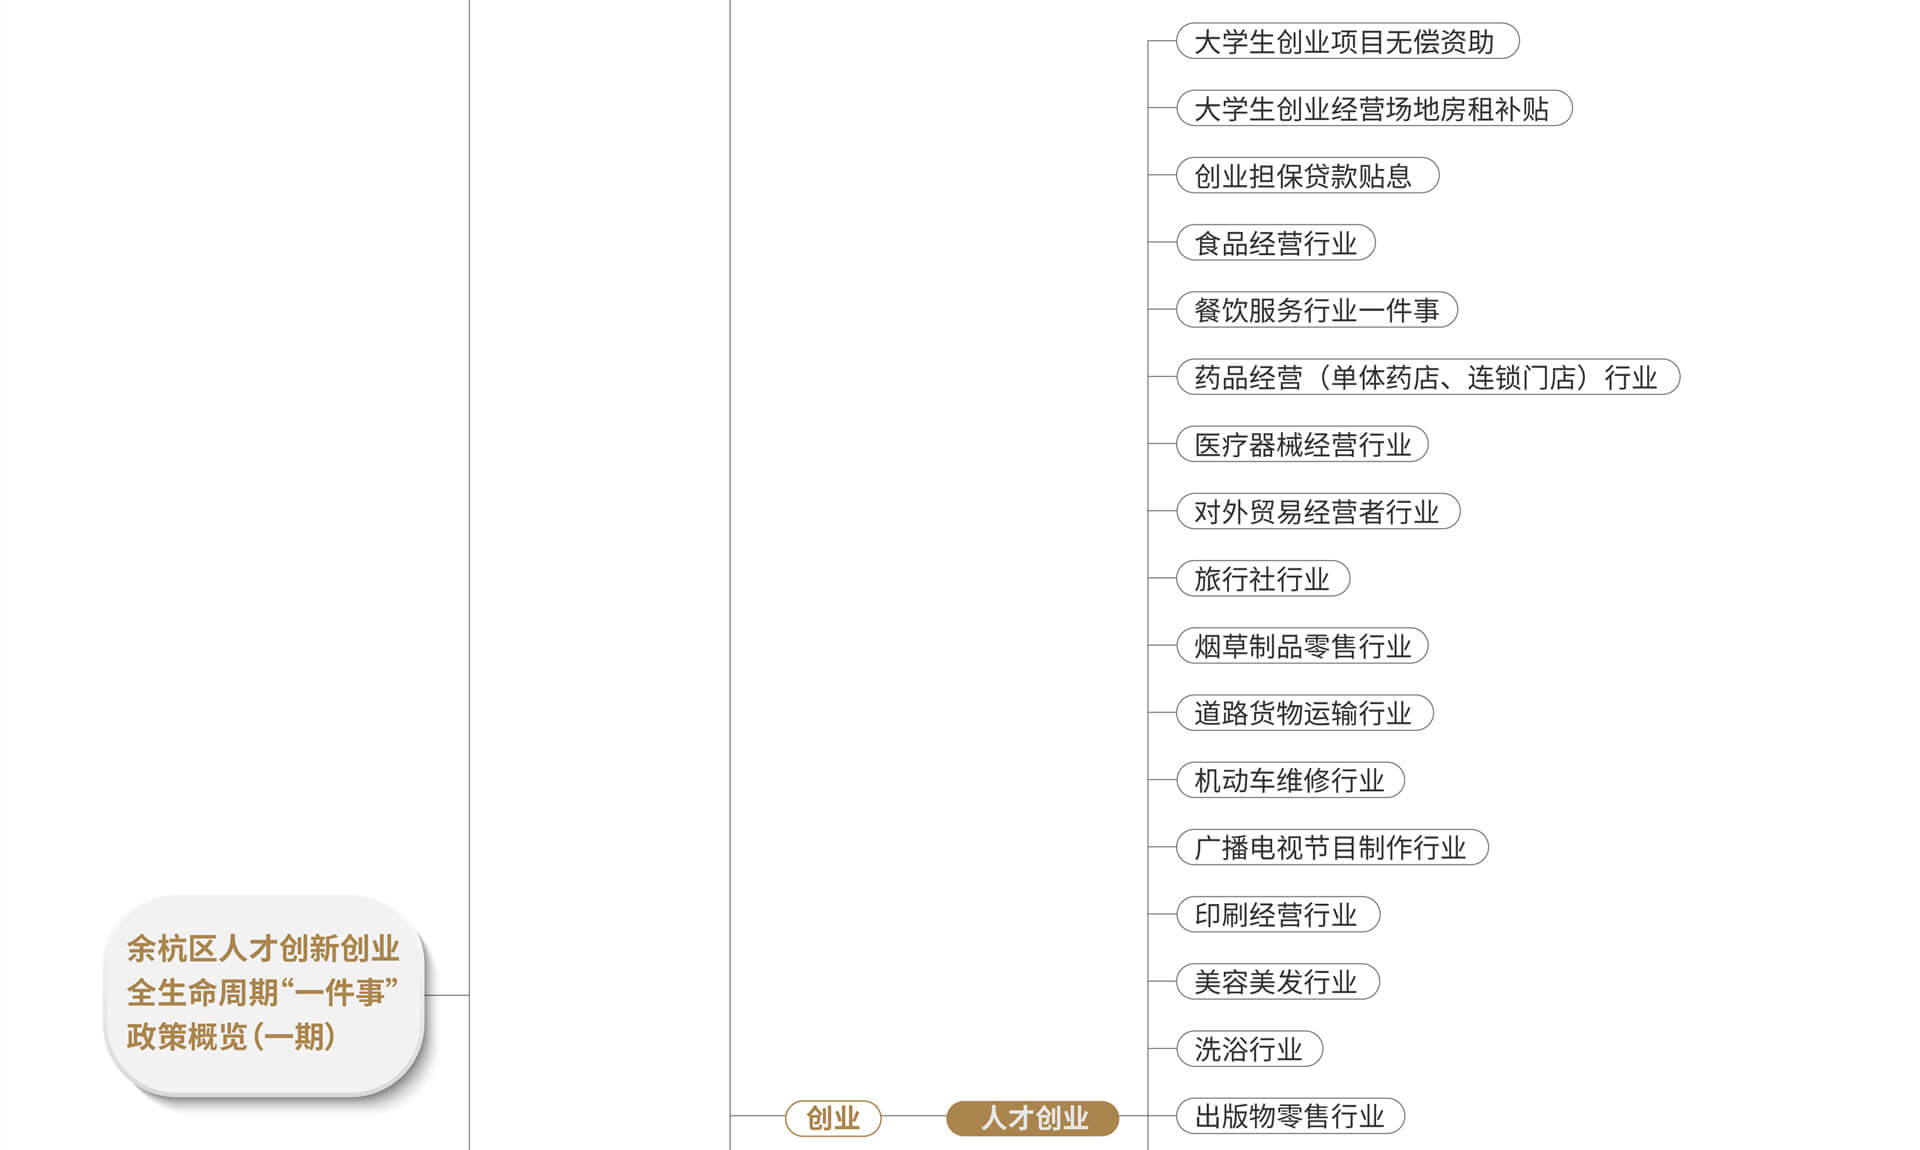 大学生创业项目无偿资助
大学生创业经营场地房租补贴
创业担保贷款贴息
食品经营行业
餐饮服务行业一件事
药品经营（单体药店、连锁门店）行业
医疗器械经营行业
对外贸易经营者行业
旅行社行业
烟草制品零售行业
道路货物运输行业
机动车维修行业
广播电视节目制作行业
印刷经营行业
余杭区人才创新创业
全生命周期“一件事”
政策概览（一期）
美容美发行业
洗浴行业
创业
人才创业
出版物零售行业